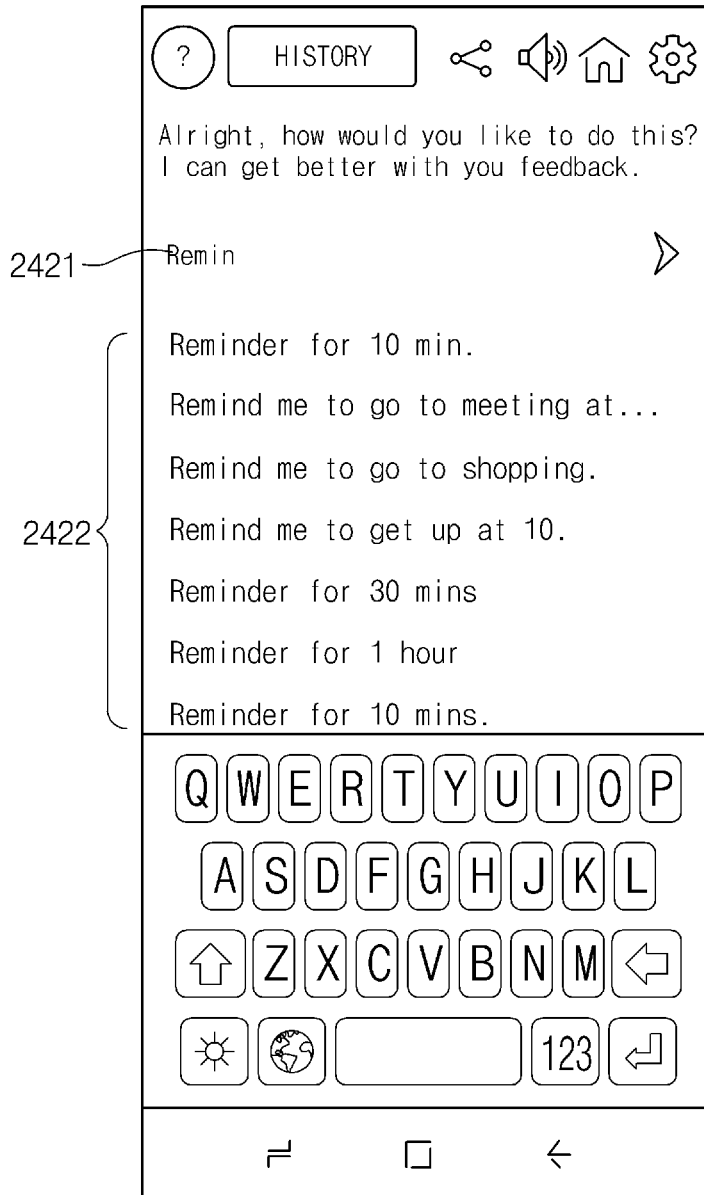 ? HISTORY
Alright, how would you like to do this?
I can get better with you feedback.
2421 Remin
Reminder for 10 min.
Remind me to go to meeting at...
Remind me to go to shopping.
2422 Remind me to get up at 10.
Reminder for 30 mins
Reminder for 1 hour
Reminder for 10 mins.
Q W E R T Y U I O P
A S D F G H J K L
Z X C V B N M
123